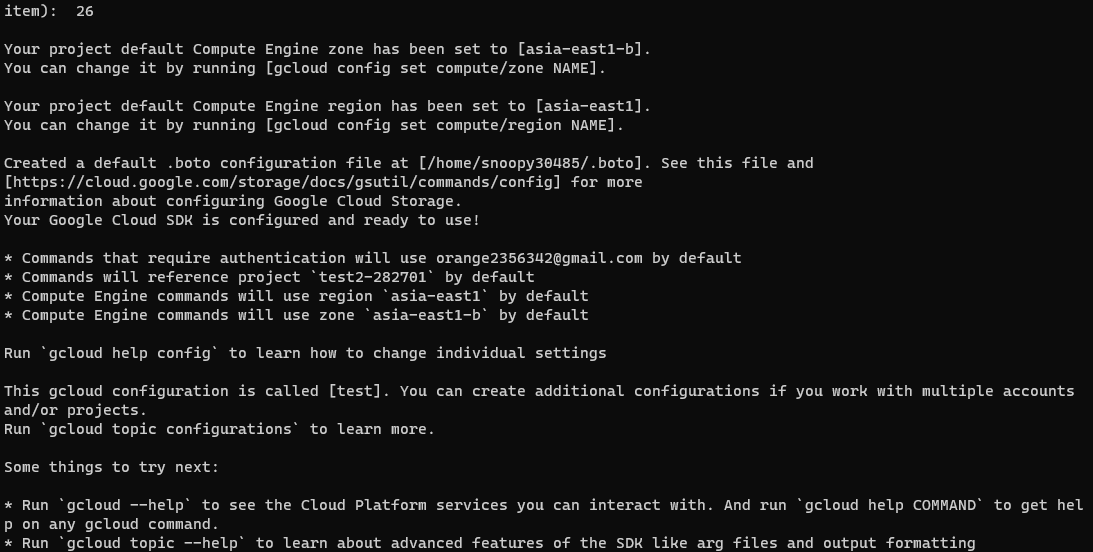 item):  26
Your project default Compute Engine zone has been set to [asia-east1-b].
You can change it by running [gcloud config set compute/zone NAME].
Your project default Compute Engine region has been set to [asia-east1].
You can change it by running [gcloud config set compute/region NAME].
Created a default .boto configuration file at [/home/snoopy30485/.boto]. See this file and
[https://cloud.google.com/storage/docs/gsutil/commands/config] for more
information about configuring Google Cloud Storage.
Your Google Cloud SDK is configured and ready to use!
* Commands that require authentication will use orange2356342@gmail.com by default
* Commands will reference project `test2-282701` by default
* Compute Engine commands will use region `asia-east1` by default
* Compute Engine commands will use zone `asia-east1-b` by default
Run `gcloud help config` to learn how to change individual settings
This gcloud configuration is called [test]. You can create additional configurations if you work with multiple accounts
and/or projects.
Run `gcloud topic configurations` to learn more.
Some things to try next:
* Run `gcloud --help` to see the Cloud Platform services you can interact with. And run `gcloud help COMMAND` to get hel
p on any gcloud command.
* Run `gcloud topic --help` to learn about advanced features of the SDK like arg files and output formatting